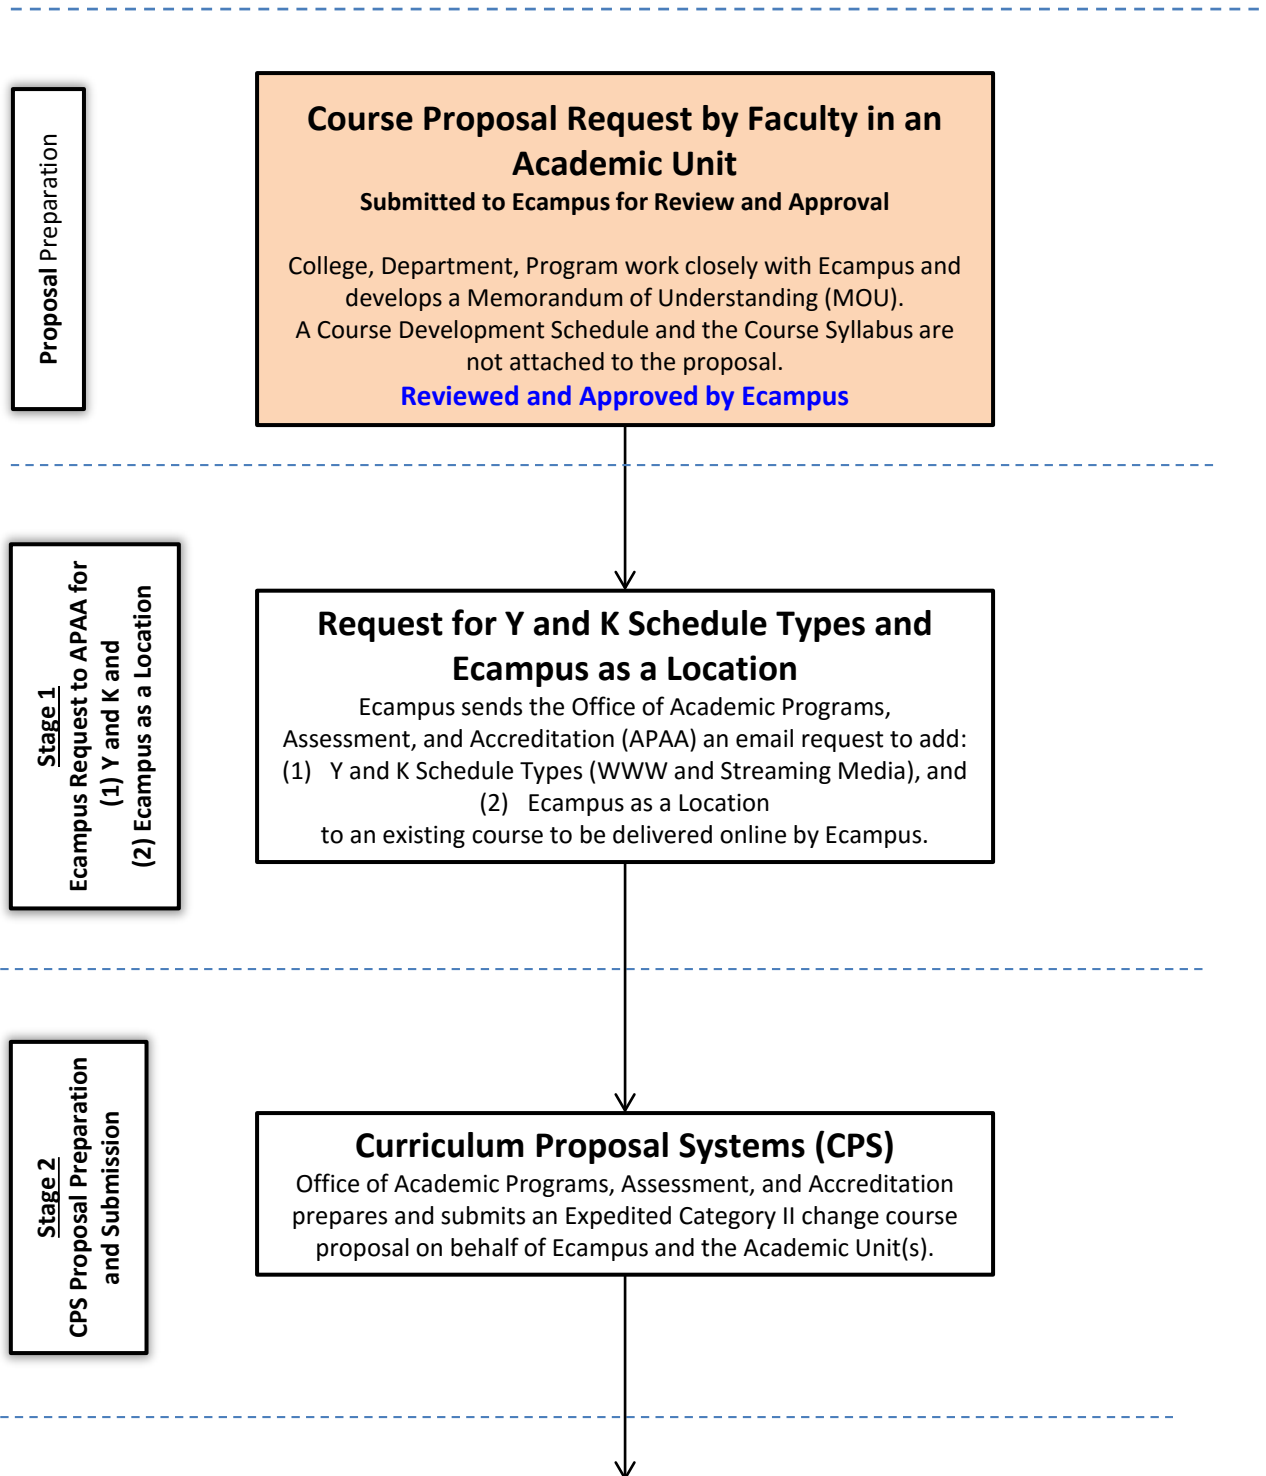 Proposal Preparation
Course Proposal Request by Faculty in an
Academic Unit
Submitted to Ecampus for Review and Approval
College, Department, Program work closely with Ecampus and
develops a Memorandum of Understanding (MOU).
A Course Development Schedule and the Course Syllabus are
not attached to the proposal.
Reviewed and Approved by Ecampus
Stage 1
Ecampus Request to APAA for
(1) Y and K and
(2) Ecampus as a Location
Request for Y and K Schedule Types and
Ecampus as a Location
Ecampus sends the Office of Academic Programs,
Assessment, and Accreditation (APAA) an email request to add:
(1) Y and K Schedule Types (WWW and Streaming Media), and
(2) Ecampus as a Location
to an existing course to be delivered online by Ecampus.
Stage 2
CPS Proposal Preparation
and Submission
Curriculum Proposal Systems (CPS)
Office of Academic Programs, Assessment, and Accreditation
prepares and submits an Expedited Category II change course
proposal on behalf of Ecampus and the Academic Unit(s).